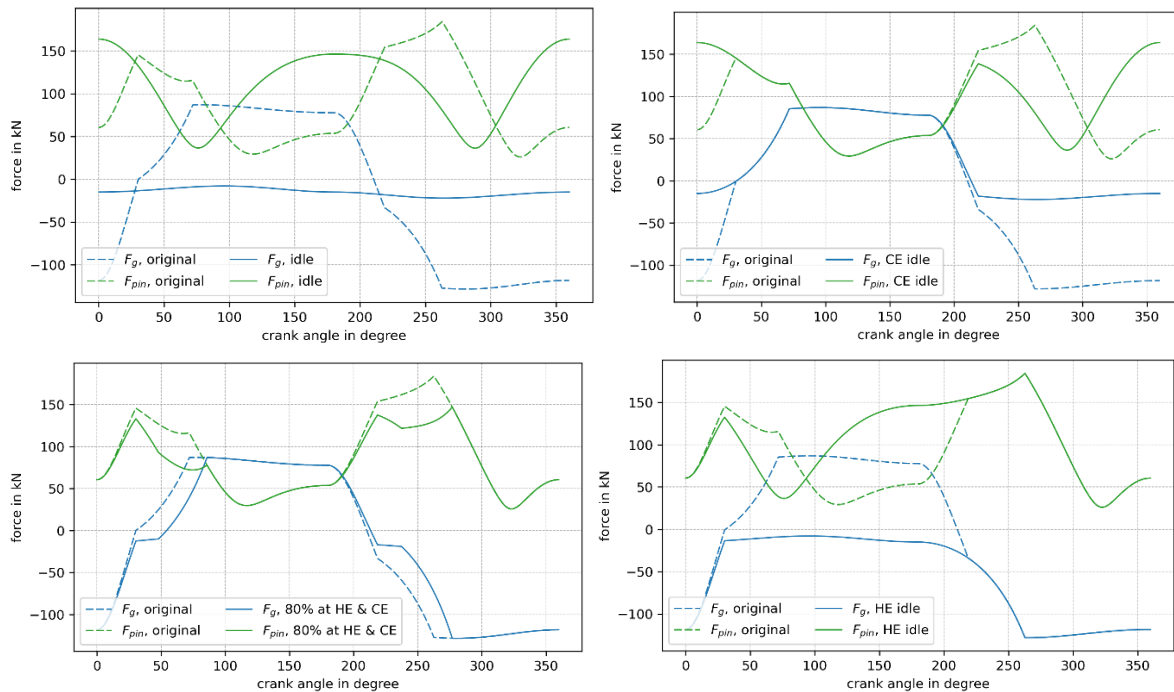 force in kN
150
100
50
0
−50
−100
F_g, original
F_pin, original
F_g, idle
F_pin, idle
0 50 100 150 200 250 300 350
crank angle in degree
force in kN
150
100
50
0
−50
−100
F_g, original
F_pin, original
F_g, CE idle
F_pin, CE idle
0 50 100 150 200 250 300 350
crank angle in degree
force in kN
150
100
50
0
−50
−100
F_g, original
F_pin, original
F_g, 80% at HE & CE
F_pin, 80% at HE & CE
0 50 100 150 200 250 300 350
crank angle in degree
force in kN
150
100
50
0
−50
−100
F_g, original
F_pin, original
F_g, HE idle
F_pin, HE idle
0 50 100 150 200 250 300 350
crank angle in degree